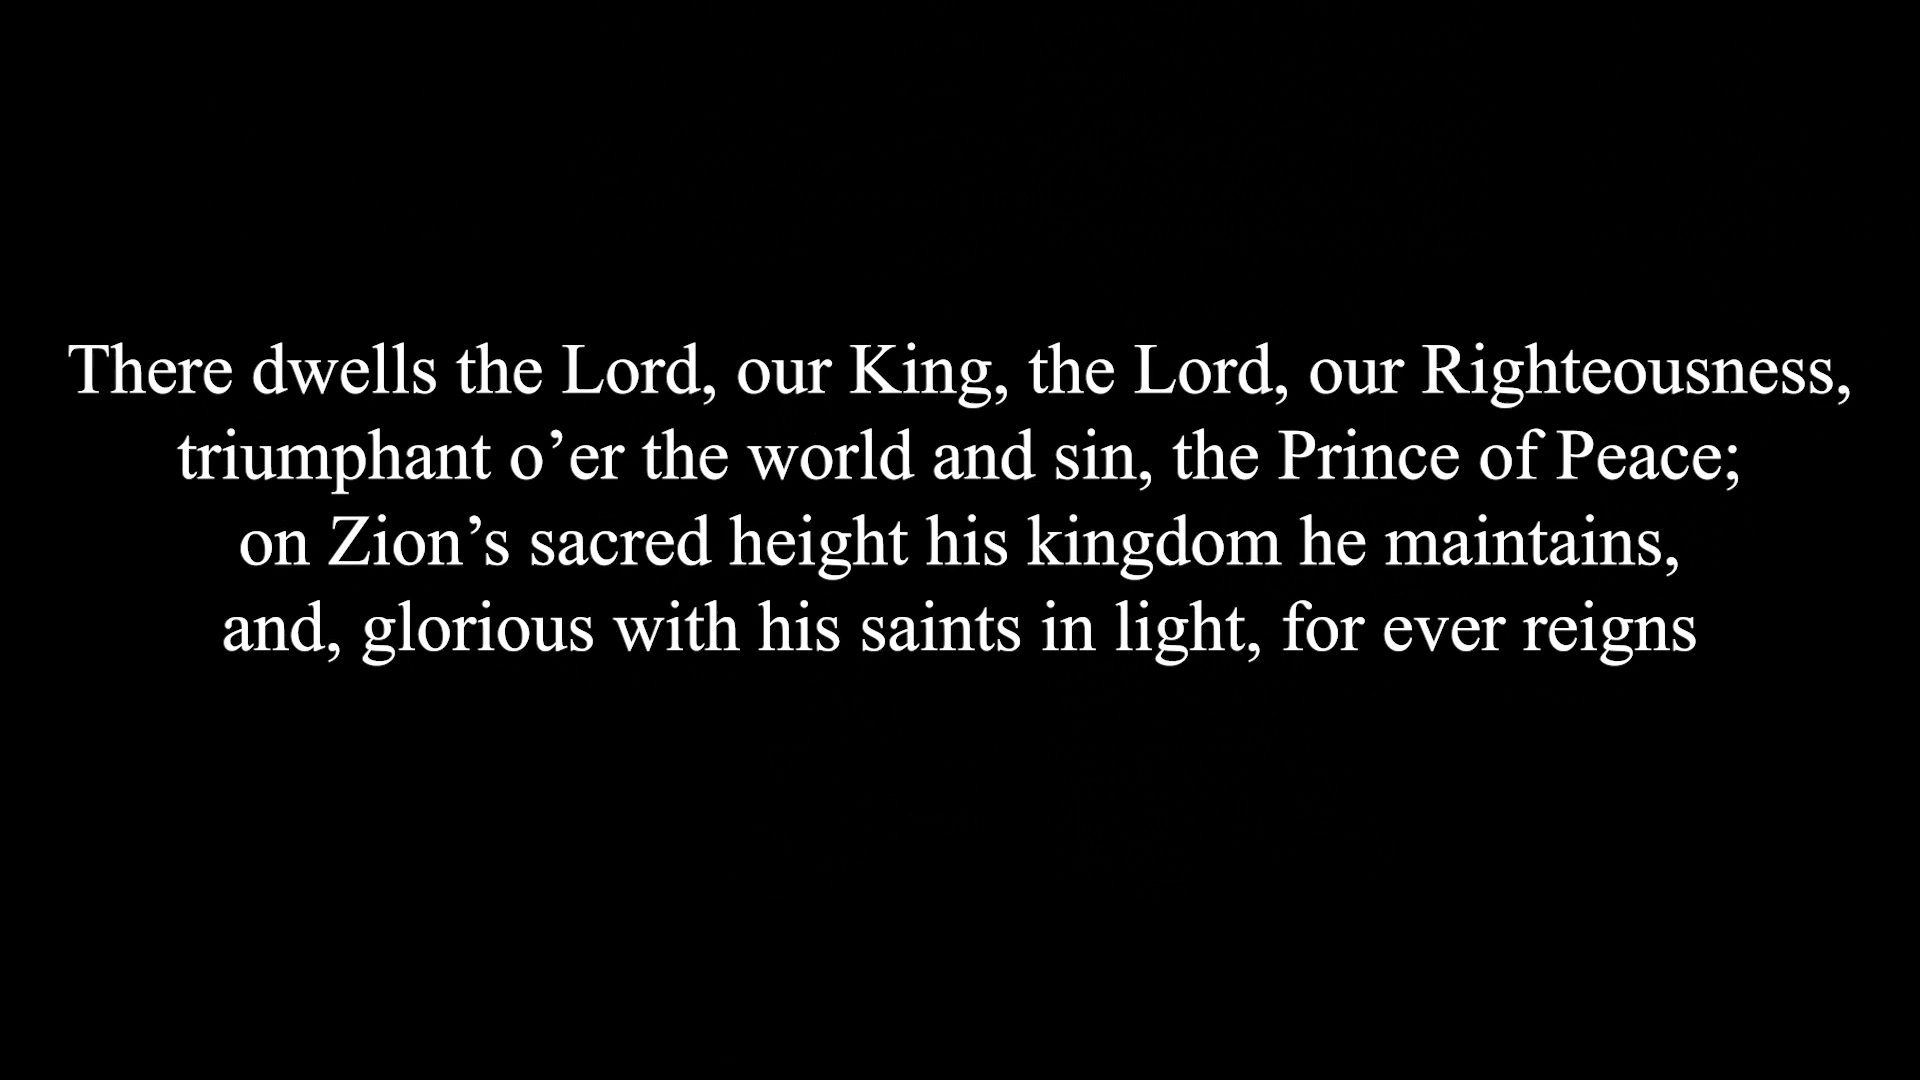 There dwells the Lord, our King, the Lord, our Righteousness,
triumphant o’er the world and sin, the Prince of Peace;
on Zion’s sacred height his kingdom he maintains,
and, glorious with his saints in light, for ever reigns